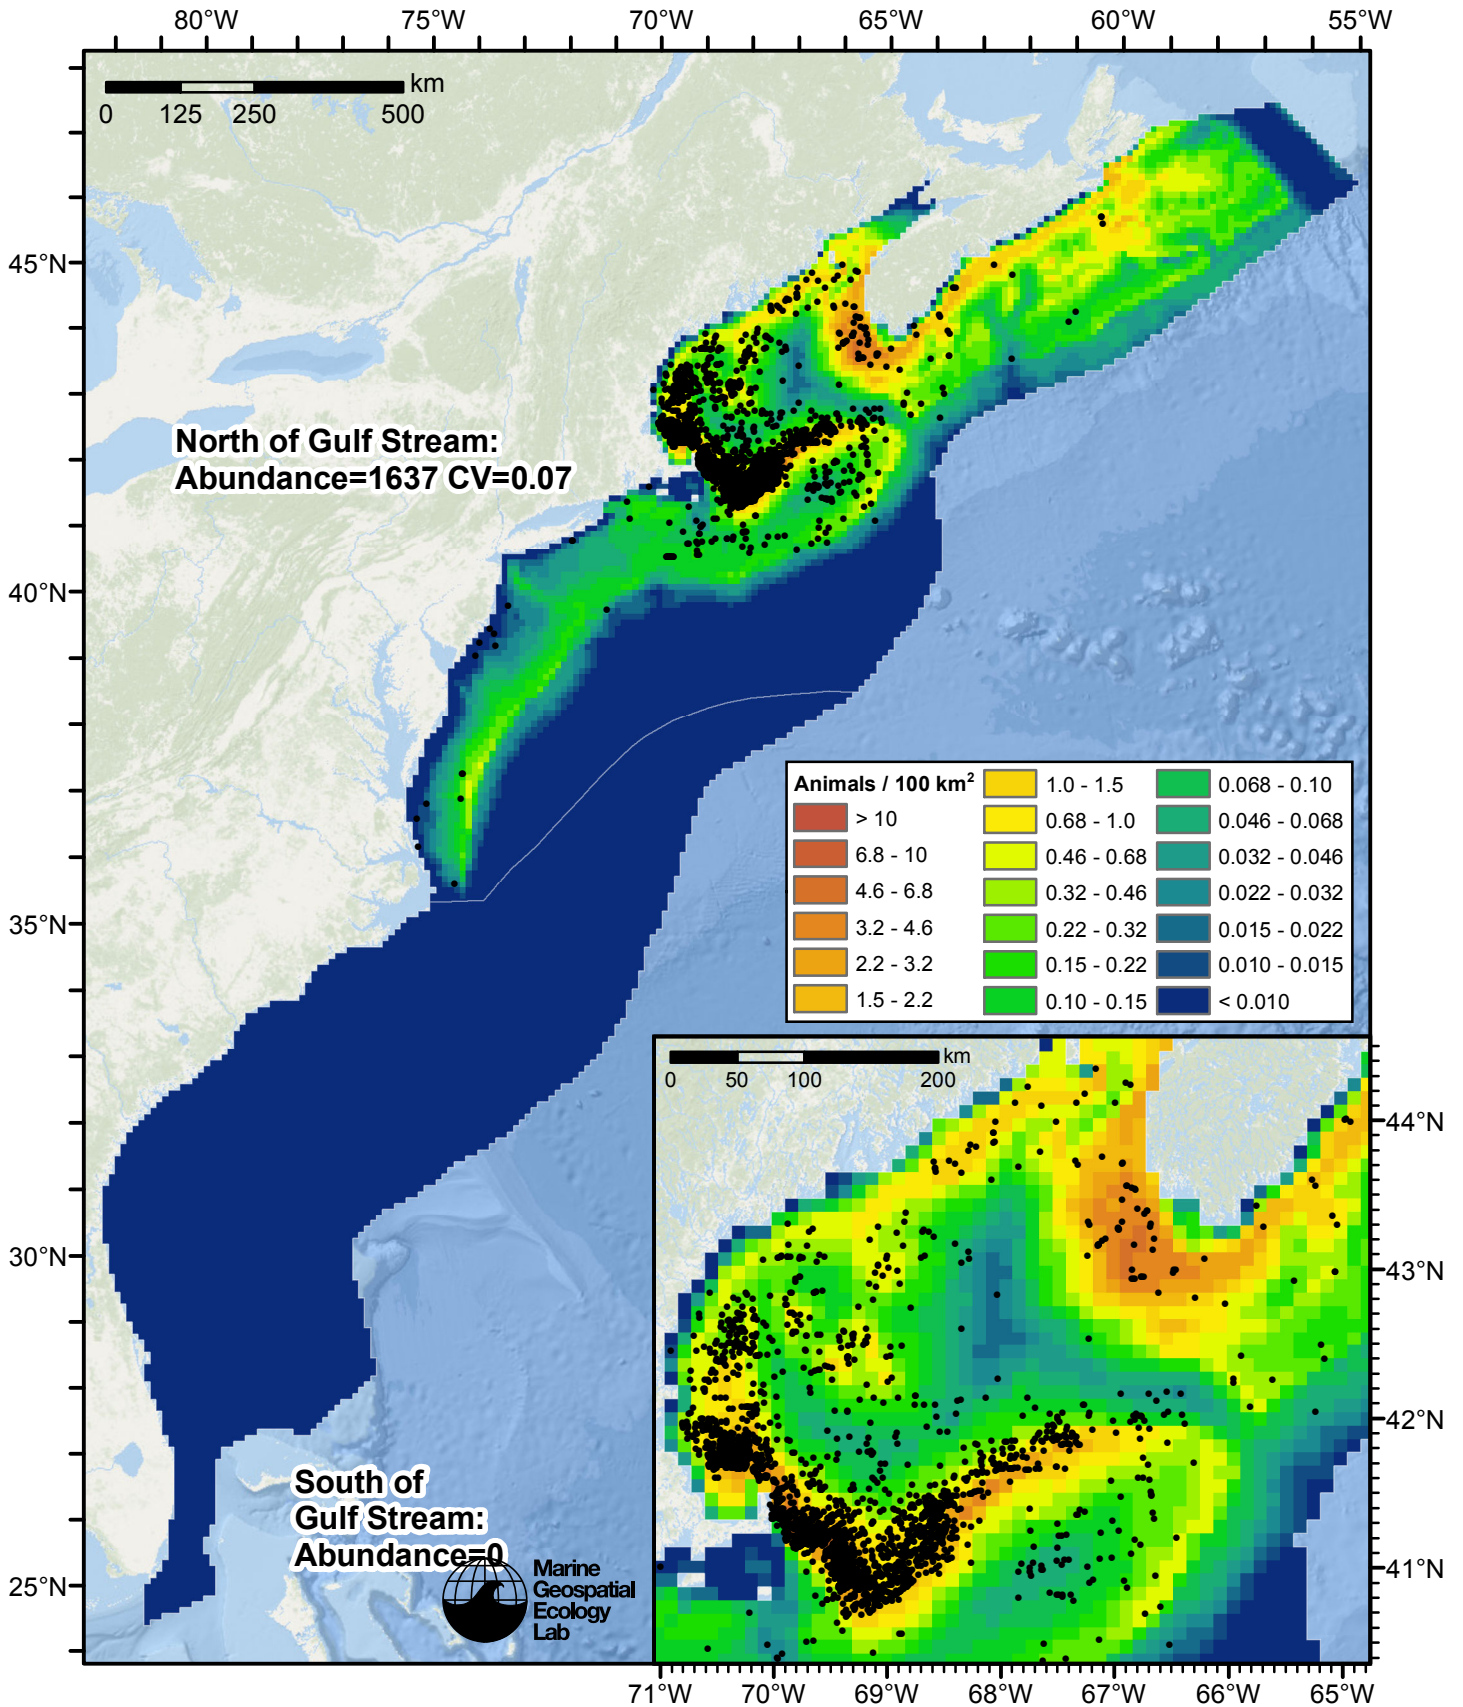 80°W 75°W 70°W 65°W 60°W 55°W
km
0 125 250 500
45°N
40°N
35°N
30°N
25°N
North of Gulf Stream:
Abundance=1637 CV=0.07
Animals / 100 km²
> 10
6.8 - 10
4.6 - 6.8
3.2 - 4.6
2.2 - 3.2
1.5 - 2.2
1.0 - 1.5
0.68 - 1.0
0.46 - 0.68
0.32 - 0.46
0.22 - 0.32
0.15 - 0.22
0.10 - 0.15
0.068 - 0.10
0.046 - 0.068
0.032 - 0.046
0.022 - 0.032
0.015 - 0.022
0.010 - 0.015
< 0.010
South of
Gulf Stream:
Abundance=0
Marine
Geospatial
Ecology
Lab
km
0 50 100 200
44°N
43°N
42°N
41°N
71°W 70°W 69°W 68°W 67°W 66°W 65°W